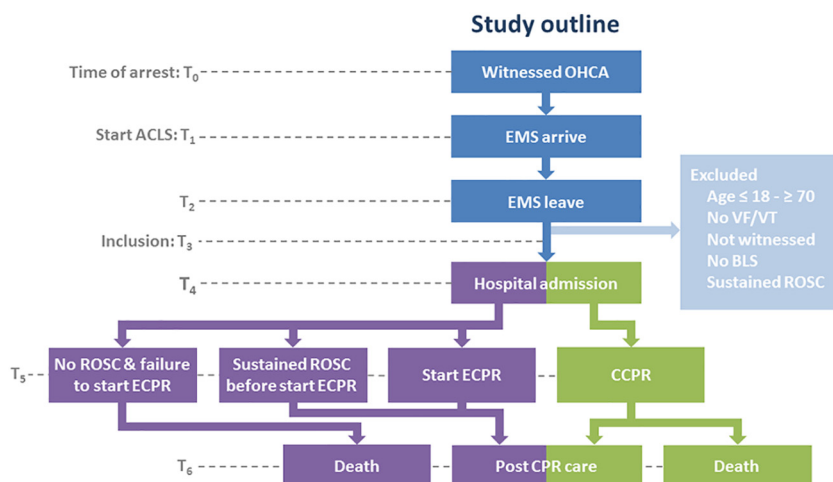 Study outline
Time of arrest: T0
Witnessed OHCA
Start ACLS: T1
EMS arrive
T2
EMS leave
Excluded
Age ≤ 18 - ≥ 70
No VF/VT
Not witnessed
No BLS
Sustained ROSC
Inclusion: T3
T4
Hospital admission
T5
No ROSC & failure
to start ECPR
Sustained ROSC
before start ECPR
Start ECPR
CCPR
T6
Death
Post CPR care
Death